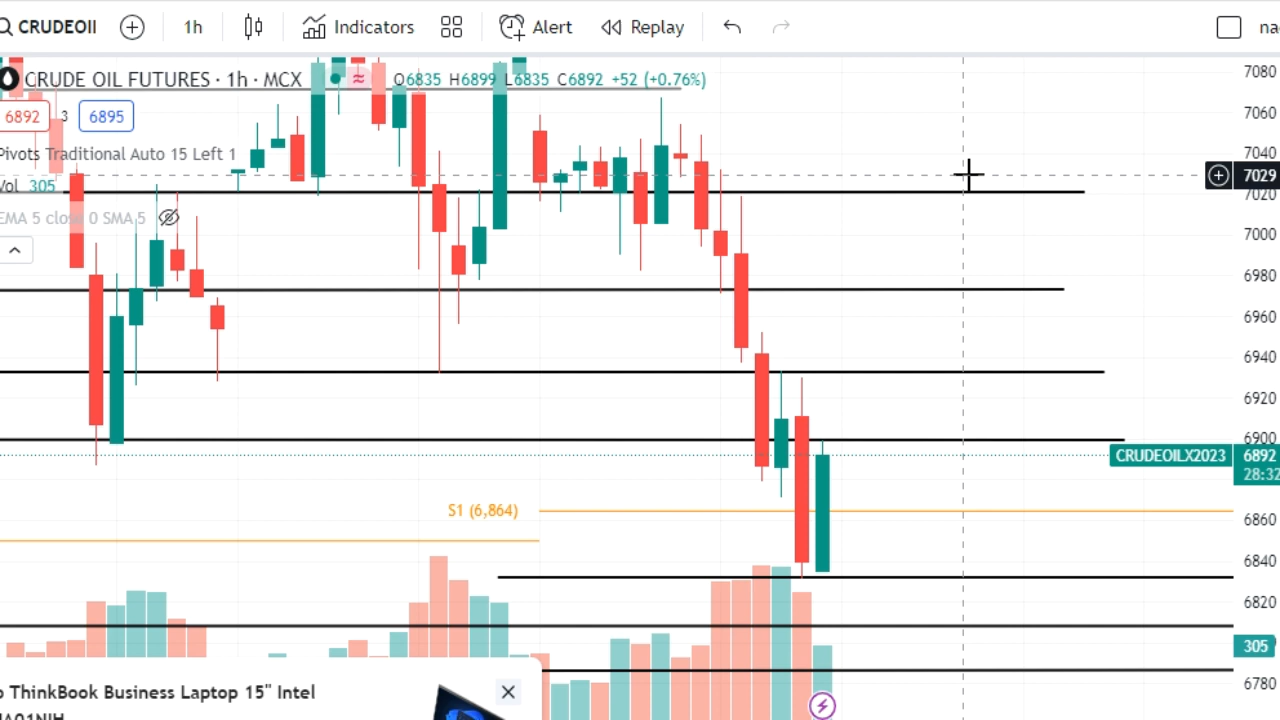 CRUDEOII 1h Indicators Alert Replay na
CRUDE OIL FUTURES · 1h · MCX O6835 H6899 L6835 C6892 +52 (+0.76%)
6892 3 6895
Pivots Traditional Auto 15 Left 1
Vol 305
EMA 5 close 0 SMA 5
7080
7060
7040
7029
7020
7000
6980
6960
6940
6920
6900
CRUDEOILX2023 6892
28:32
S1 (6,864)
6860
6840
6820
305
6780
o ThinkBook Business Laptop 15" Intel